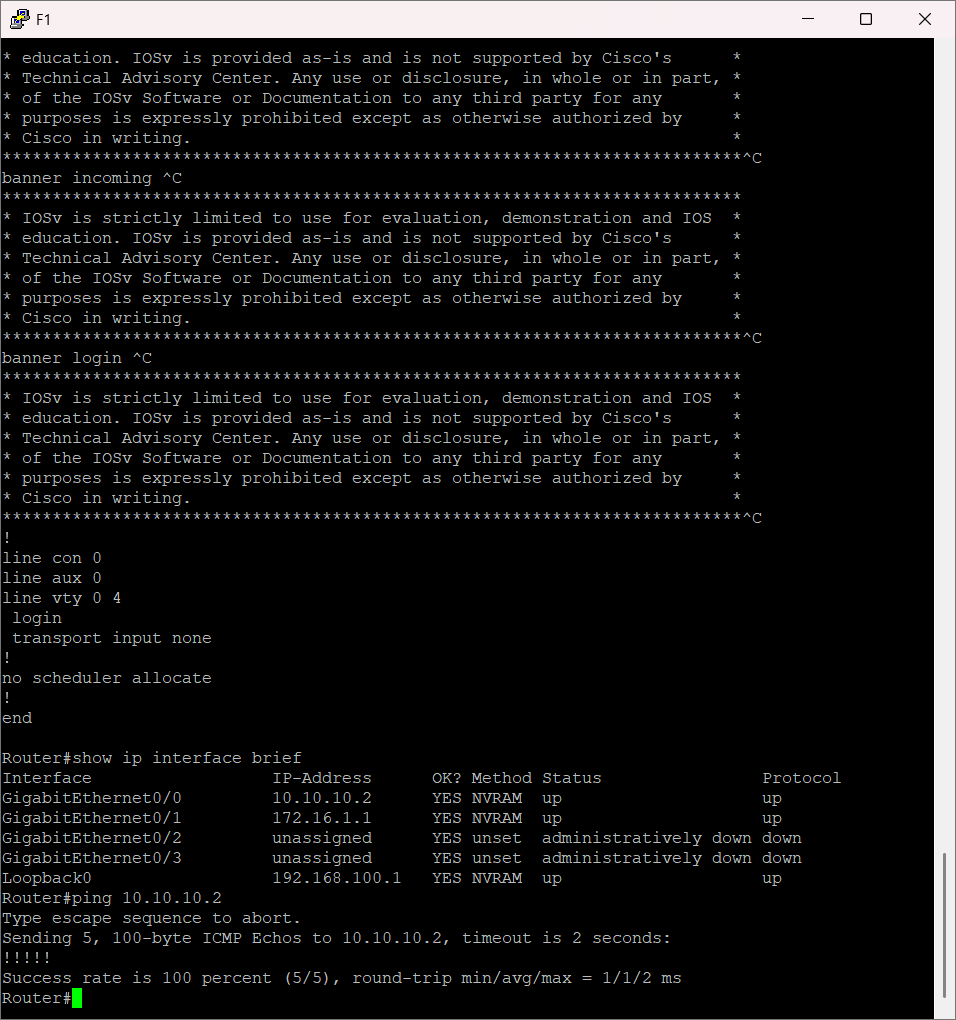 F1
* education. IOSv is provided as-is and is not supported by Cisco's      *
* Technical Advisory Center. Any use or disclosure, in whole or in part, *
* of the IOSv Software or Documentation to any third party for any       *
* purposes is expressly prohibited except as otherwise authorized by     *
* Cisco in writing.                                                      *
**************************************************************************^C
banner incoming ^C
**************************************************************************
* IOSv is strictly limited to use for evaluation, demonstration and IOS  *
* education. IOSv is provided as-is and is not supported by Cisco's      *
* Technical Advisory Center. Any use or disclosure, in whole or in part, *
* of the IOSv Software or Documentation to any third party for any       *
* purposes is expressly prohibited except as otherwise authorized by     *
* Cisco in writing.                                                      *
**************************************************************************^C
banner login ^C
**************************************************************************
* IOSv is strictly limited to use for evaluation, demonstration and IOS  *
* education. IOSv is provided as-is and is not supported by Cisco's      *
* Technical Advisory Center. Any use or disclosure, in whole or in part, *
* of the IOSv Software or Documentation to any third party for any       *
* purposes is expressly prohibited except as otherwise authorized by     *
* Cisco in writing.                                                      *
**************************************************************************^C
!
line con 0
line aux 0
line vty 0 4
 login
 transport input none
!
no scheduler allocate
!
end

Router#show ip interface brief
Interface                  IP-Address      OK? Method Status                Protocol
GigabitEthernet0/0         10.10.10.2      YES NVRAM  up                    up
GigabitEthernet0/1         172.16.1.1      YES NVRAM  up                    up
GigabitEthernet0/2         unassigned      YES unset  administratively down down
GigabitEthernet0/3         unassigned      YES unset  administratively down down
Loopback0                  192.168.100.1   YES NVRAM  up                    up
Router#ping 10.10.10.2
Type escape sequence to abort.
Sending 5, 100-byte ICMP Echos to 10.10.10.2, timeout is 2 seconds:
!!!!!
Success rate is 100 percent (5/5), round-trip min/avg/max = 1/1/2 ms
Router#